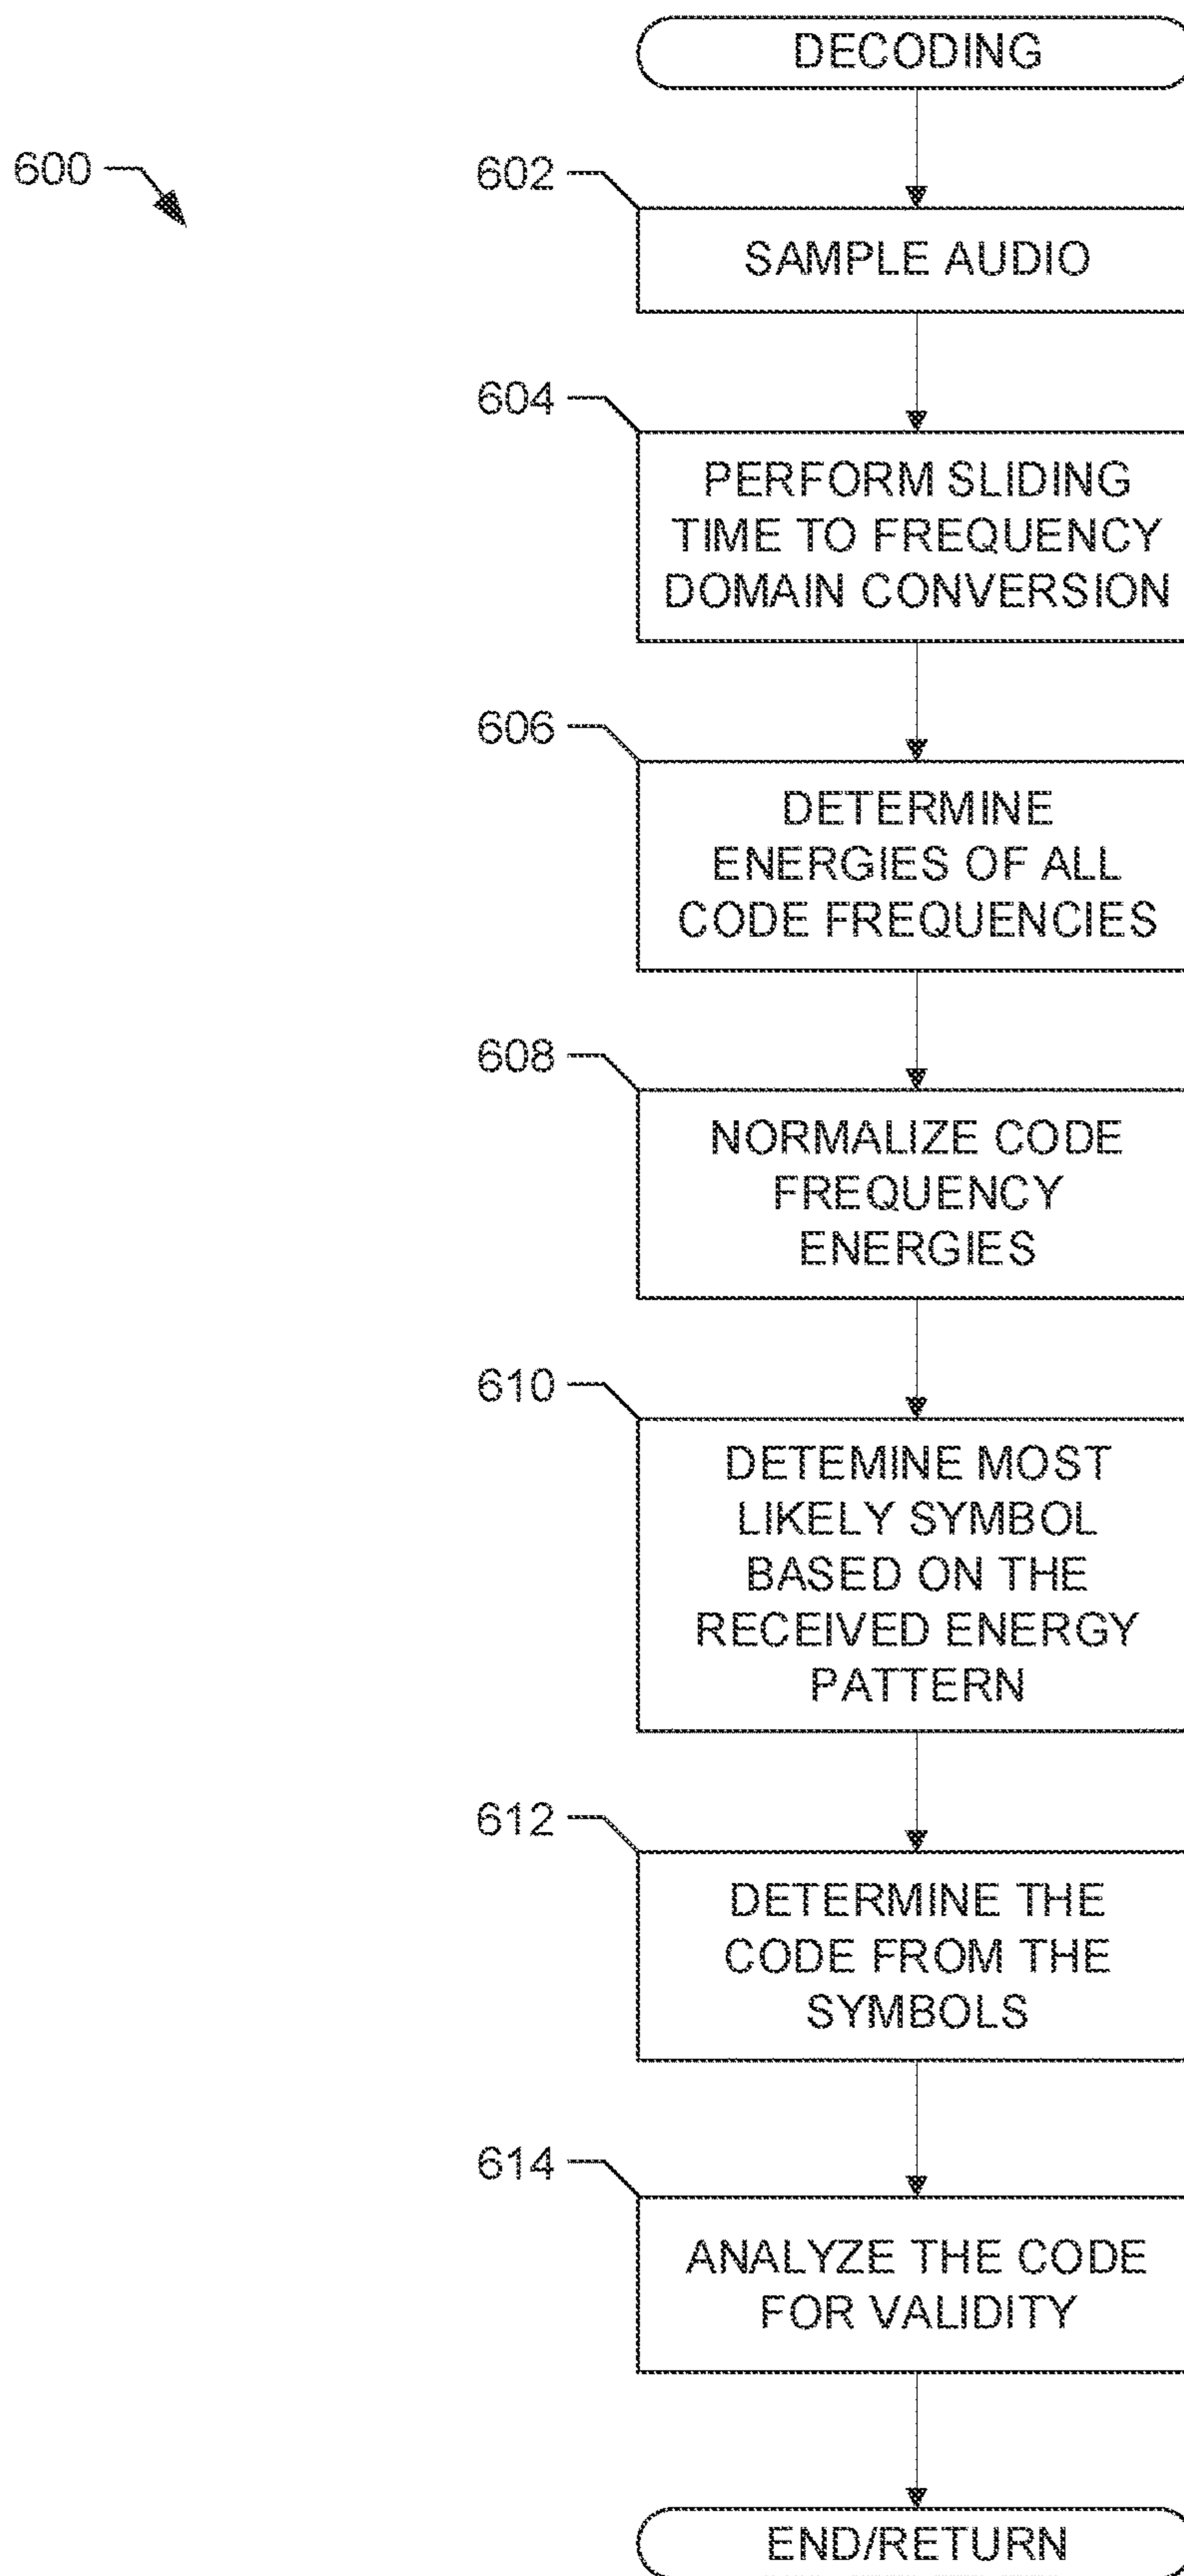 DECODING
600
602
SAMPLE AUDIO
604
PERFORM SLIDING
TIME TO FREQUENCY
DOMAIN CONVERSION
606
DETERMINE
ENERGIES OF ALL
CODE FREQUENCIES
608
NORMALIZE CODE
FREQUENCY
ENERGIES
610
DETEMINE MOST
LIKELY SYMBOL
BASED ON THE
RECEIVED ENERGY
PATTERN
612
DETERMINE THE
CODE FROM THE
SYMBOLS
614
ANALYZE THE CODE
FOR VALIDITY
END/RETURN